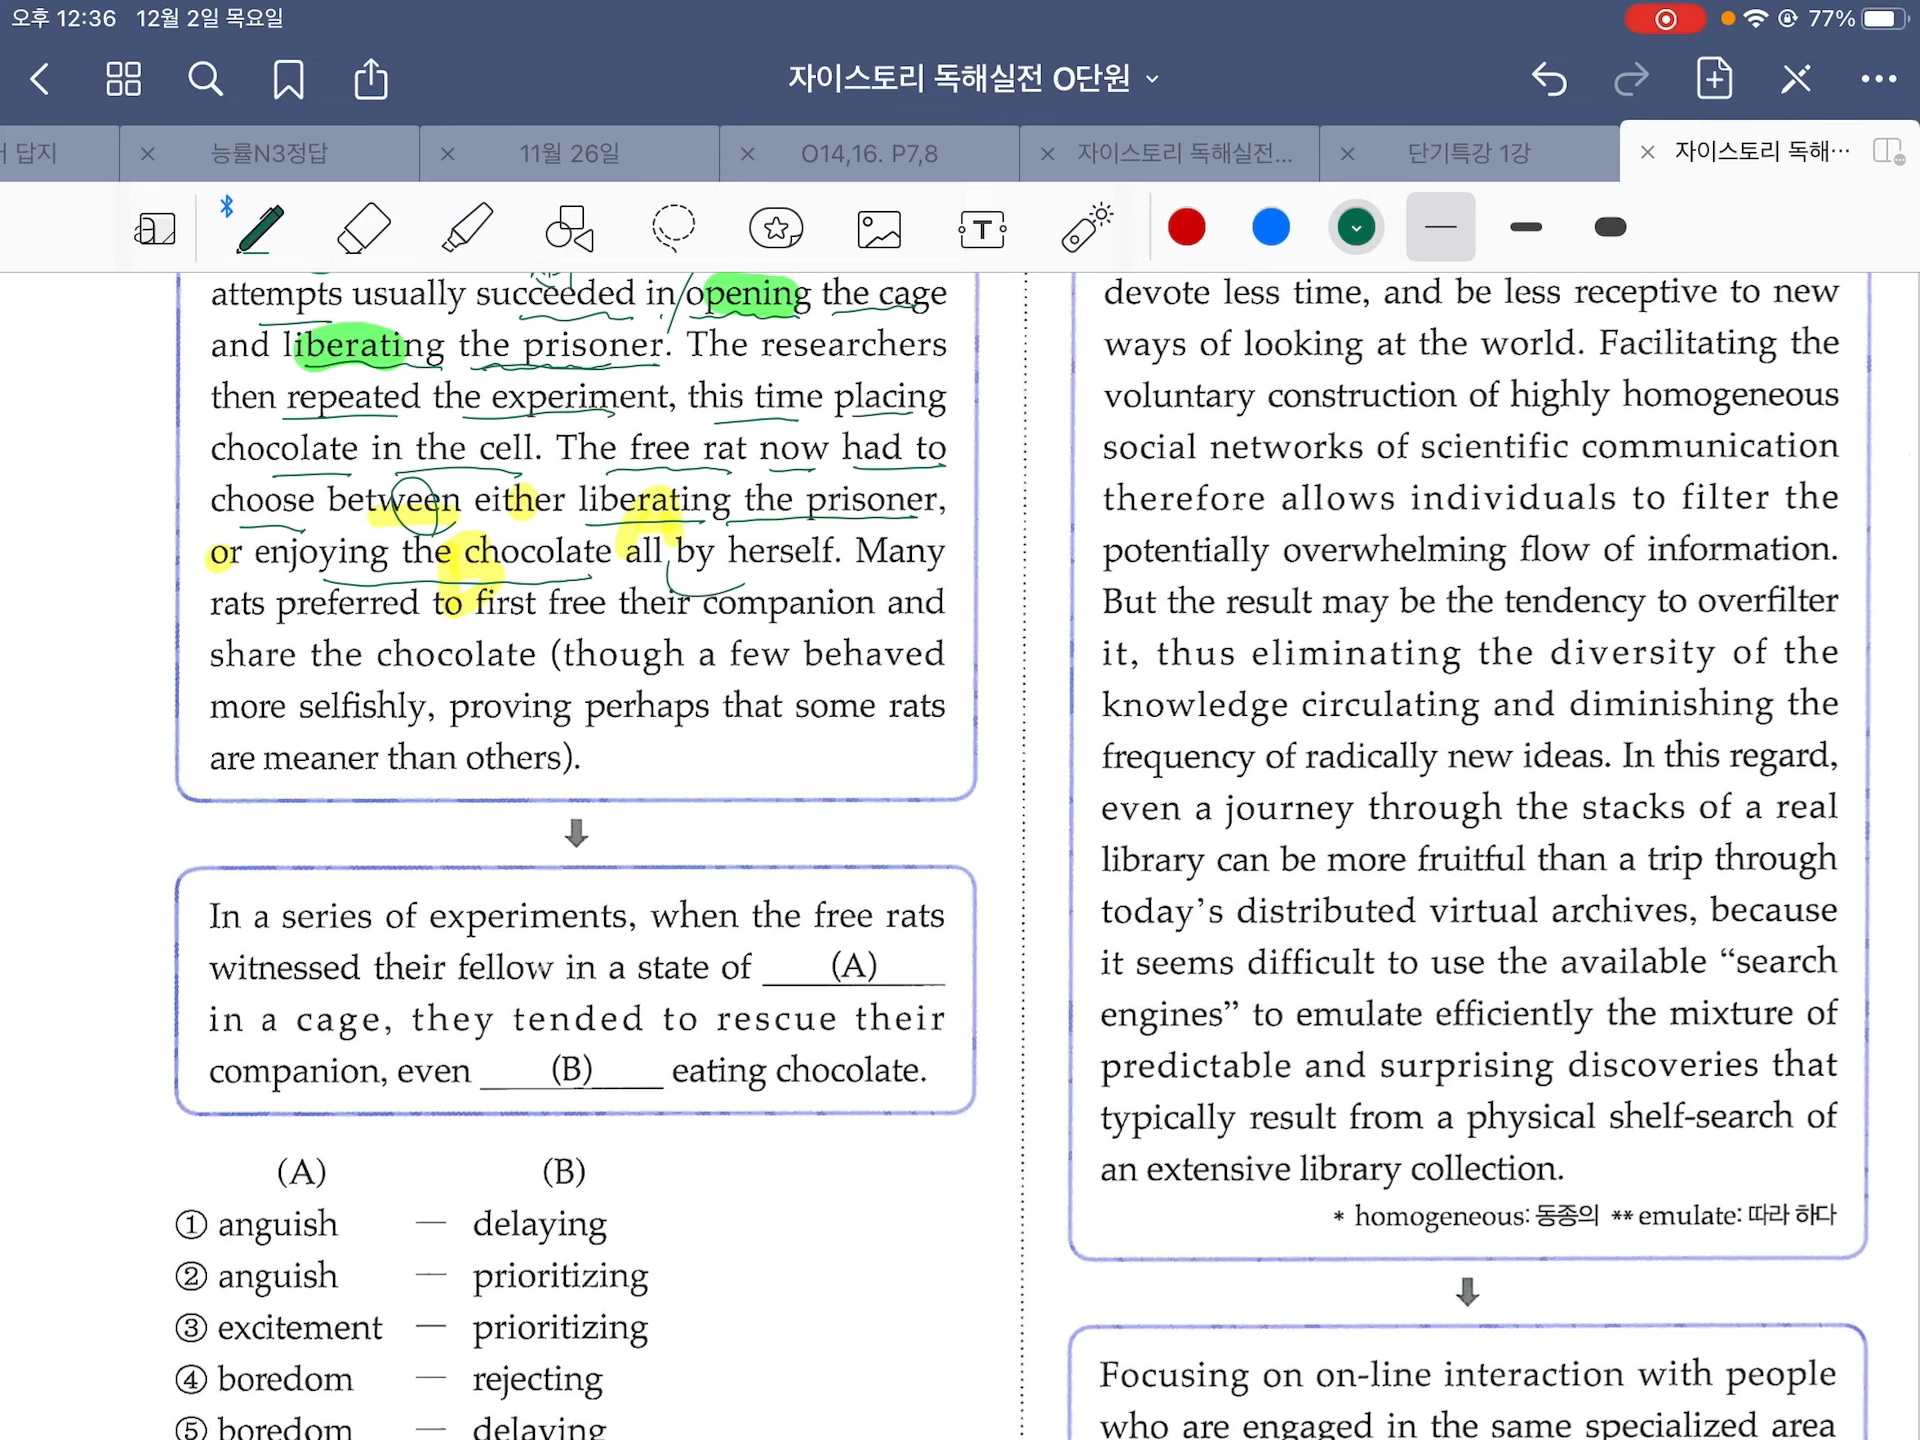 오후 12:36 12월 2일 목요일
77%
자이스토리 독해실전 O단원
답지
능률N3정답
11월 26일
O14,16. P7,8
자이스토리 독해실전...
단기특강 1강
자이스토리 독해...
attempts usually succeeded in opening the cage
and liberating the prisoner. The researchers
then repeated the experiment, this time placing
chocolate in the cell. The free rat now had to
choose between either liberating the prisoner,
or enjoying the chocolate all by herself. Many
rats preferred to first free their companion and
share the chocolate (though a few behaved
more selfishly, proving perhaps that some rats
are meaner than others).
In a series of experiments, when the free rats
witnessed their fellow in a state of (A)
in a cage, they tended to rescue their
companion, even (B) eating chocolate.
(A) (B)
① anguish — delaying
② anguish — prioritizing
③ excitement — prioritizing
④ boredom — rejecting
⑤ boredom — delaying
devote less time, and be less receptive to new
ways of looking at the world. Facilitating the
voluntary construction of highly homogeneous
social networks of scientific communication
therefore allows individuals to filter the
potentially overwhelming flow of information.
But the result may be the tendency to overfilter
it, thus eliminating the diversity of the
knowledge circulating and diminishing the
frequency of radically new ideas. In this regard,
even a journey through the stacks of a real
library can be more fruitful than a trip through
today's distributed virtual archives, because
it seems difficult to use the available “search
engines” to emulate efficiently the mixture of
predictable and surprising discoveries that
typically result from a physical shelf-search of
an extensive library collection.
* homogeneous: 동종의 ** emulate: 따라 하다
Focusing on on-line interaction with people
who are engaged in the same specialized area